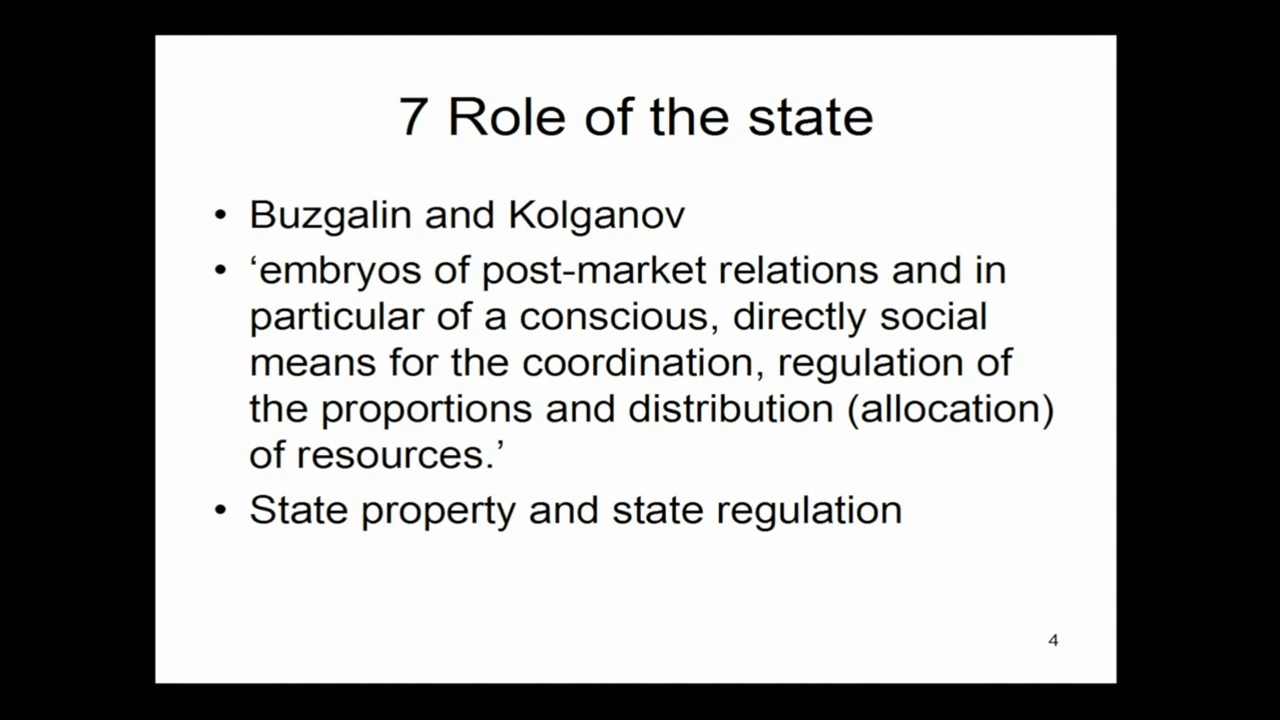 7 Role of the state
• Buzgalin and Kolganov
• ‘embryos of post-market relations and in
particular of a conscious, directly social
means for the coordination, regulation of
the proportions and distribution (allocation)
of resources.’
• State property and state regulation
4